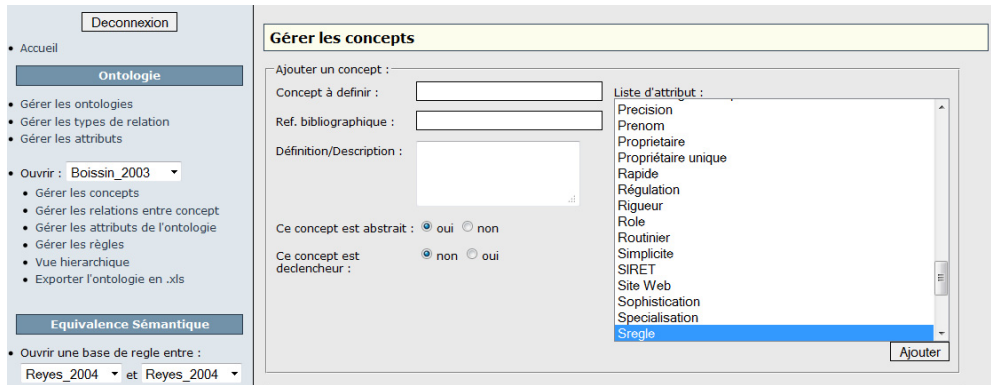 Deconnexion
Accueil
Ontologie
Gérer les ontologies
Gérer les types de relation
Gérer les attributs
Ouvrir : Boissin_2003
Gérer les concepts
Gérer les relations entre concept
Gérer les attributs de l'ontologie
Gérer les règles
Vue hierarchique
Exporter l'ontologie en .xls
Equivalence Sémantique
Ouvrir une base de regle entre :
Reyes_2004 et Reyes_2004
Gérer les concepts
Ajouter un concept :
Concept à definir :
Ref. bibliographique :
Définition/Description :
Ce concept est abstrait : oui non
Ce concept est
declencheur :
non oui
Liste d'attribut :
Precision
Prenom
Proprietaire
Propriétaire unique
Rapide
Régulation
Rigueur
Role
Routinier
Simplicite
SIRET
Site Web
Sophistication
Specialisation
Sregle
Ajouter